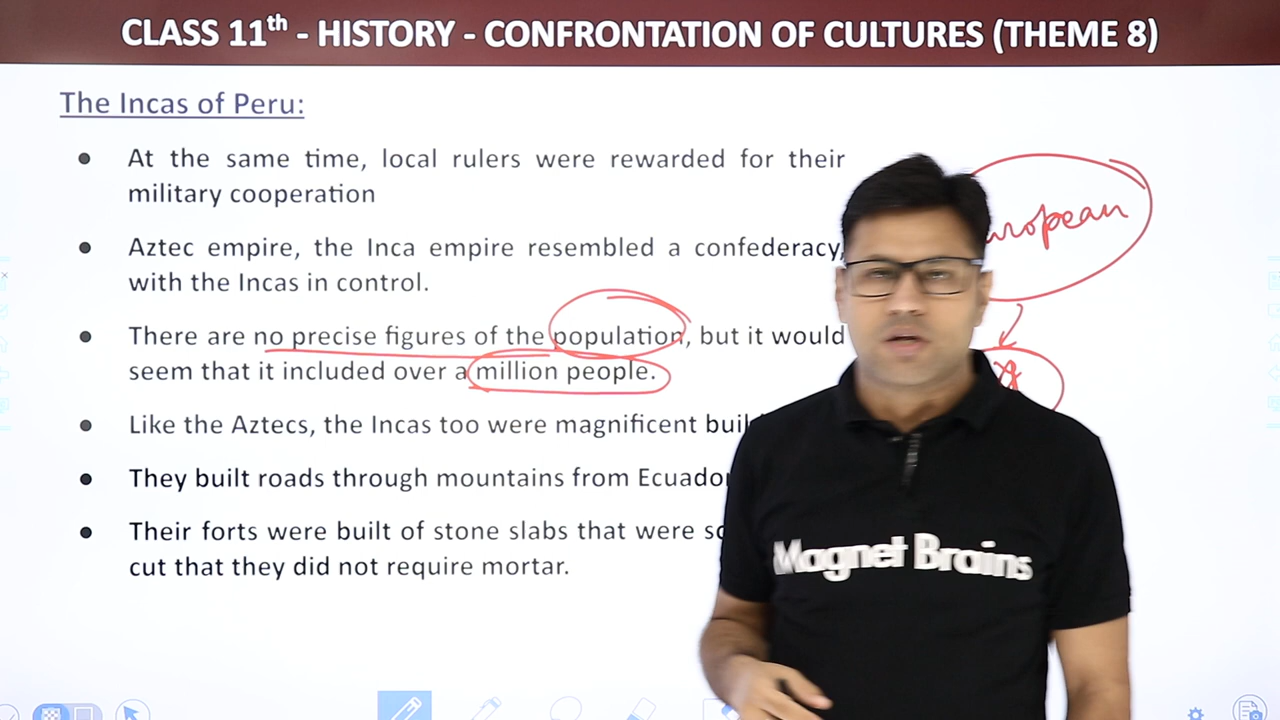 CLASS 11th - HISTORY - CONFRONTATION OF CULTURES (THEME 8)
The Incas of Peru:
At the same time, local rulers were rewarded for their
military cooperation
Aztec empire, the Inca empire resembled a confederacy,
with the Incas in control.
There are no precise figures of the population, but it would
seem that it included over a million people.
Like the Aztecs, the Incas too were magnificent
They built roads through mountains from
Their forts were built of stone slabs that were
cut that they did not require mortar.
Magnet Brains